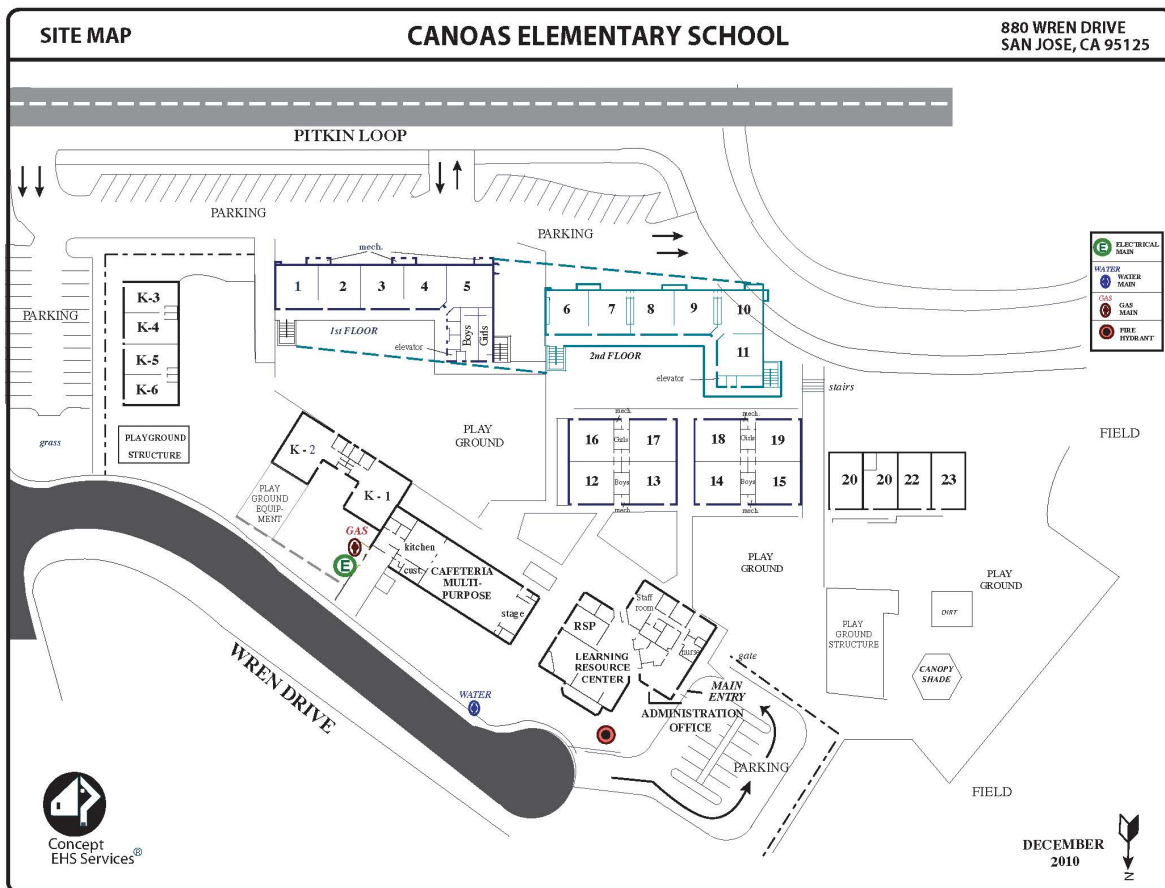 SITE MAP
CANOAS ELEMENTARY SCHOOL
880 WREN DRIVE
SAN JOSE, CA 95125
PITKIN LOOP
PARKING
PARKING
PARKING
mech.
1
2
3
4
5
1st FLOOR
Boys
Girls
elevator
6
7
8
9
10
11
2nd FLOOR
elevator
stairs
E
ELECTRICAL
MAIN
WATER
WATER
MAIN
GAS
GAS
MAIN
FIRE
HYDRANT
K-3
K-4
K-5
K-6
grass
PLAYGROUND
STRUCTURE
PLAY
GROUND
FIELD
mech.
mech.
16
Girls
17
18
Girls
19
12
Boys
13
14
Boys
15
mech.
mech.
20
20
22
23
K - 2
K - 1
PLAY
GROUND
EQUIP-
MENT
GAS
E
kitchen
cust.
CAFETERIA
MULTI-
PURPOSE
stage
PLAY
GROUND
PLAY
GROUND
DIRT
PLAY
GROUND
STRUCTURE
CANOPY
SHADE
Staff
room
nurse
RSP
LEARNING
RESOURCE
CENTER
gate
MAIN
ENTRY
ADMINISTRATION
OFFICE
WATER
WREN DRIVE
PARKING
FIELD
Concept
EHS Services®
DECEMBER
2010
N